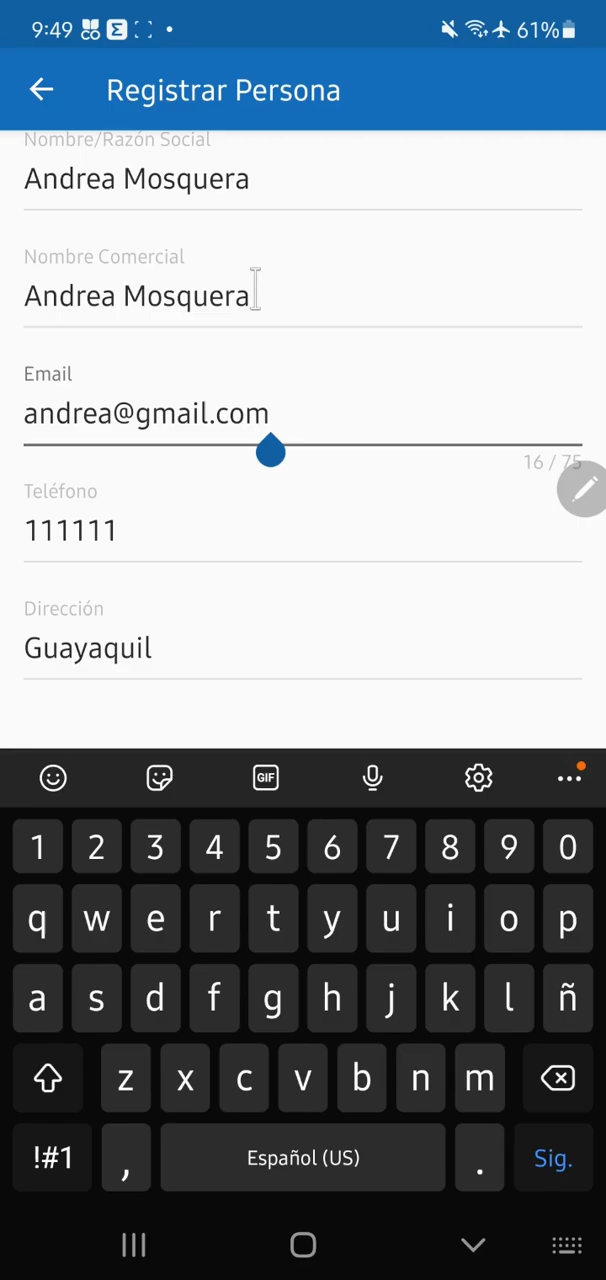 9:49 61%
Registrar Persona
Nombre/Razón Social
Andrea Mosquera
Nombre Comercial
Andrea Mosquera
Email
andrea@gmail.com
16 / 75
Teléfono
111111
Dirección
Guayaquil
GIF
1 2 3 4 5 6 7 8 9 0
q w e r t y u i o p
a s d f g h j k l ñ
z x c v b n m
!#1 , Español (US) . Sig.